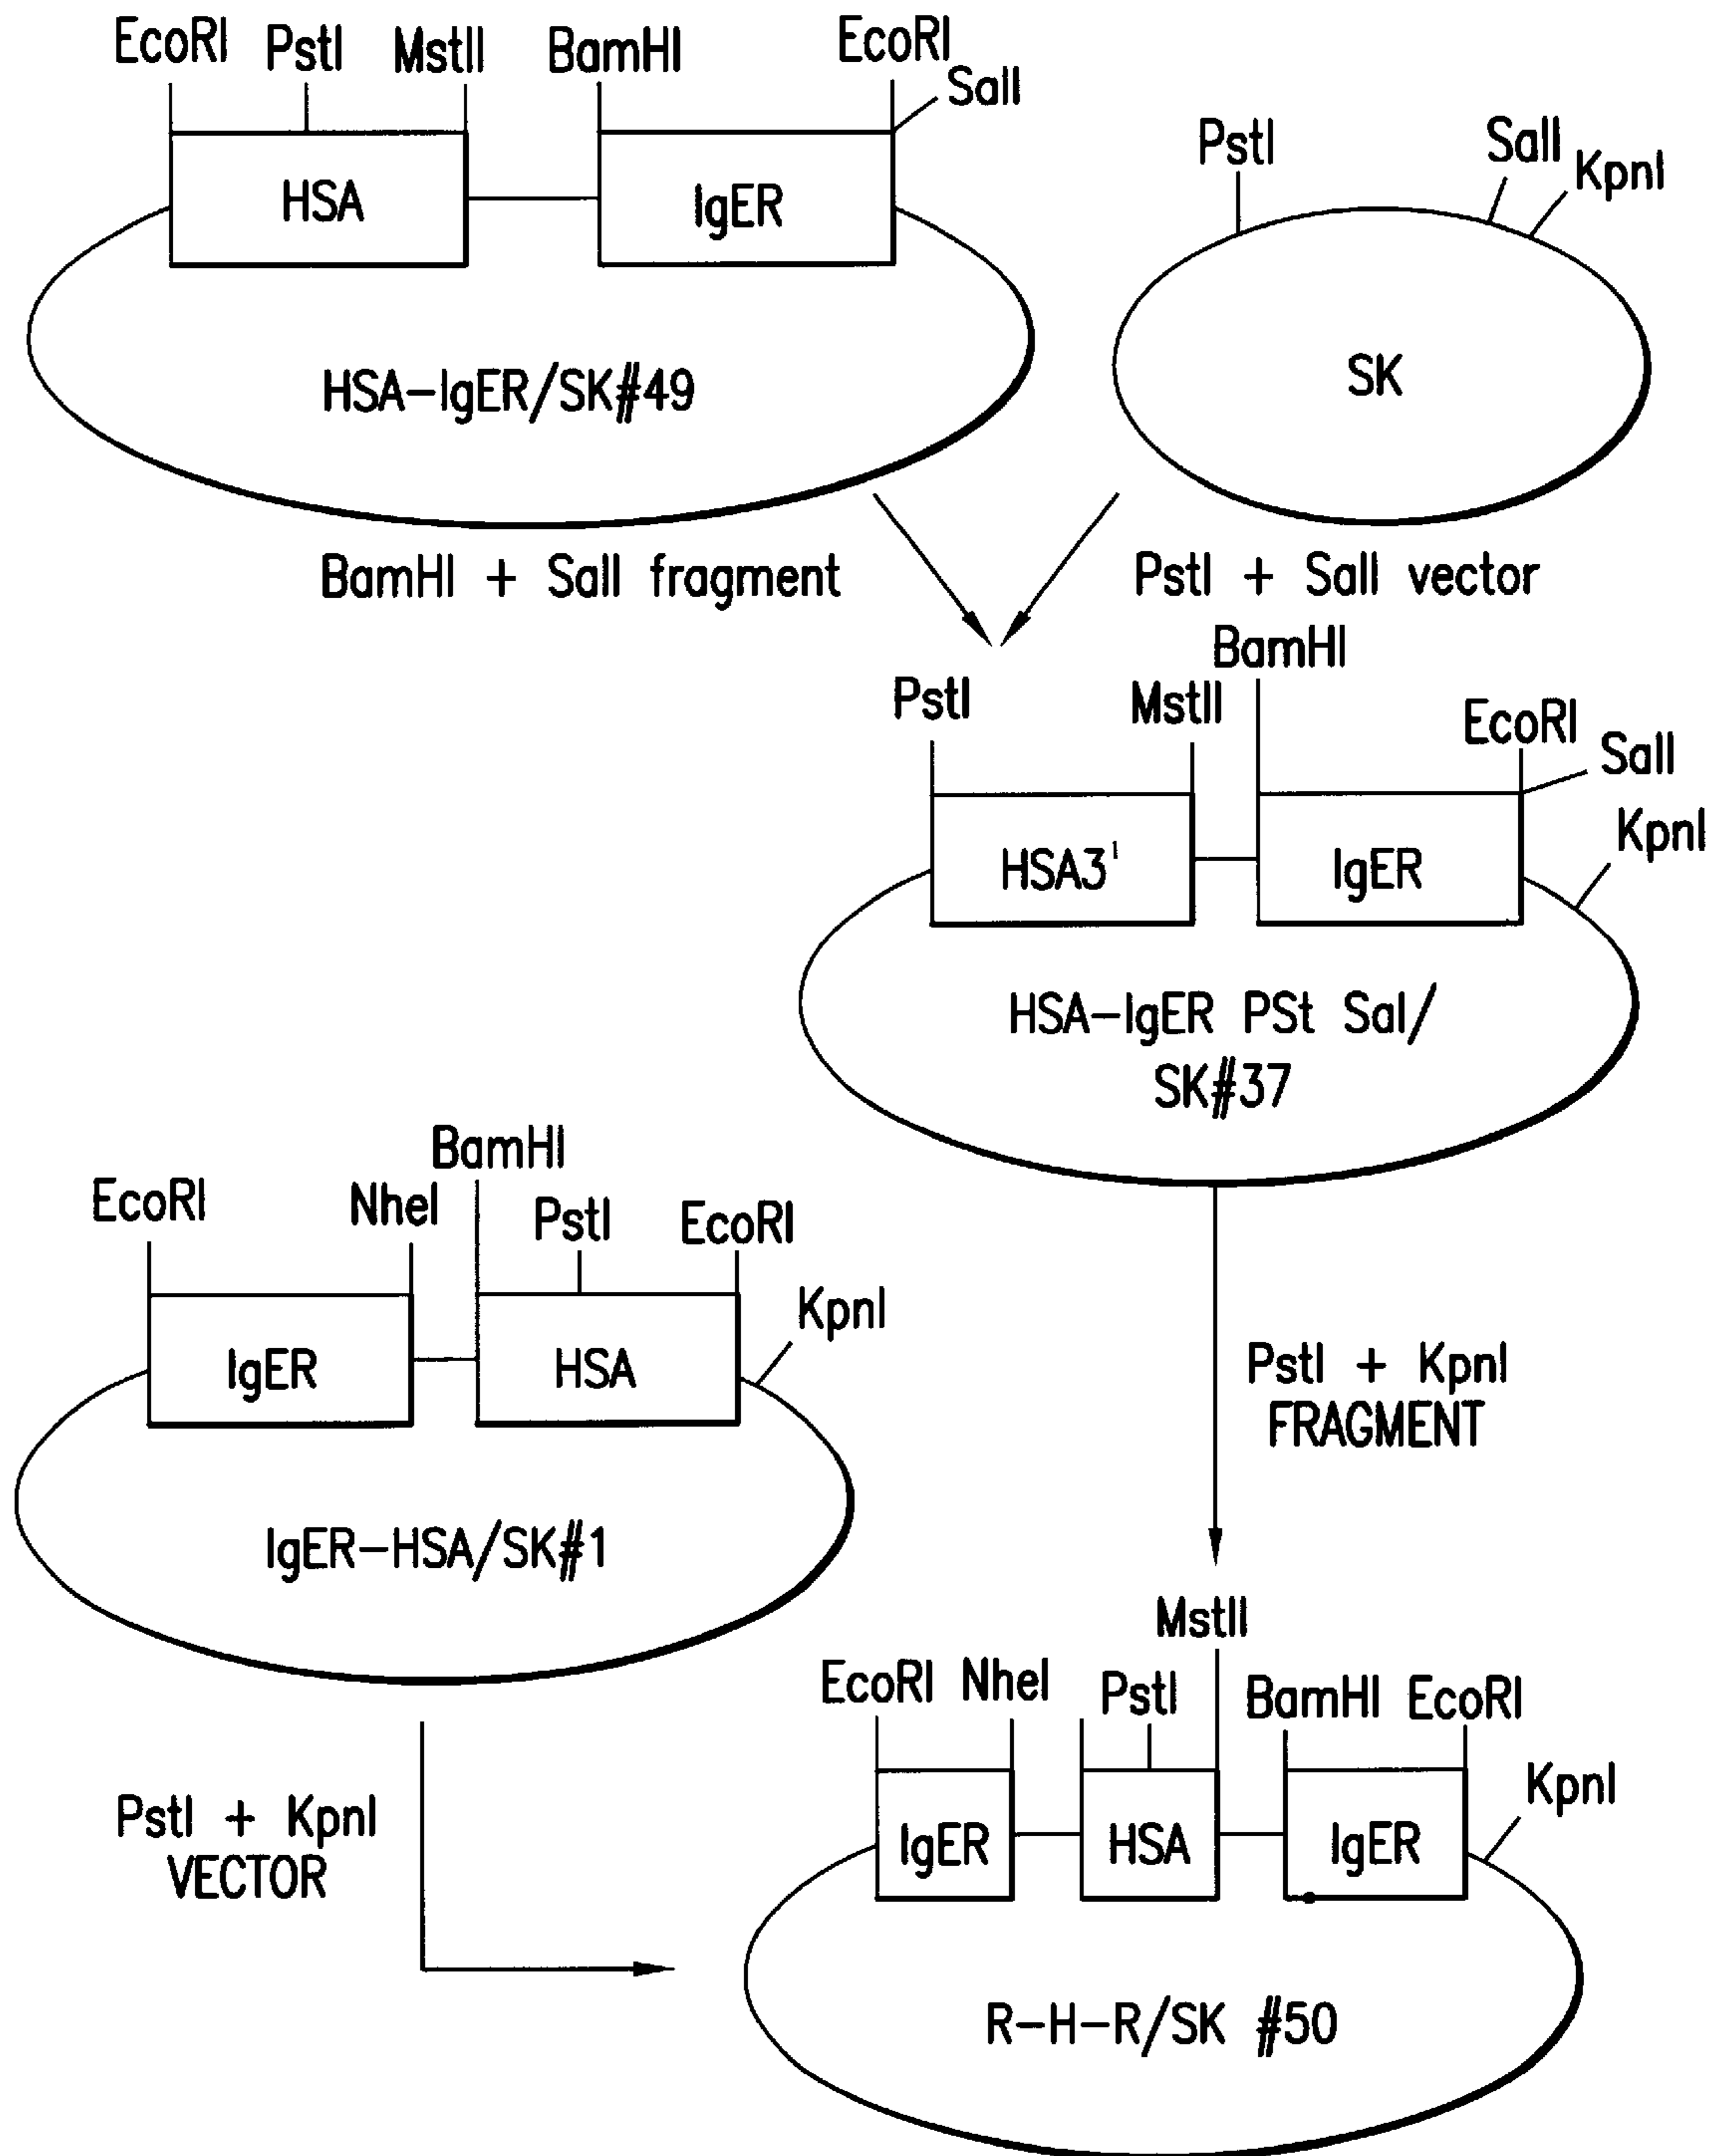 EcoRI PstI MstII BamHI EcoRI
SalI
HSA IgER
HSA-IgER/SK#49
PstI SalI
KpnI
SK
BamHI + SalI fragment
PstI + SalI vector
BamHI
PstI MstII
EcoRI
SalI
KpnI
HSA3' IgER
HSA-IgER PSt Sal/
SK#37
BamHI
EcoRI NheI PstI EcoRI
KpnI
IgER HSA
IgER-HSA/SK#1
PstI + KpnI
FRAGMENT
PstI + KpnI
VECTOR
MstII
EcoRI NheI PstI BamHI EcoRI
KpnI
IgER HSA IgER
R-H-R/SK #50